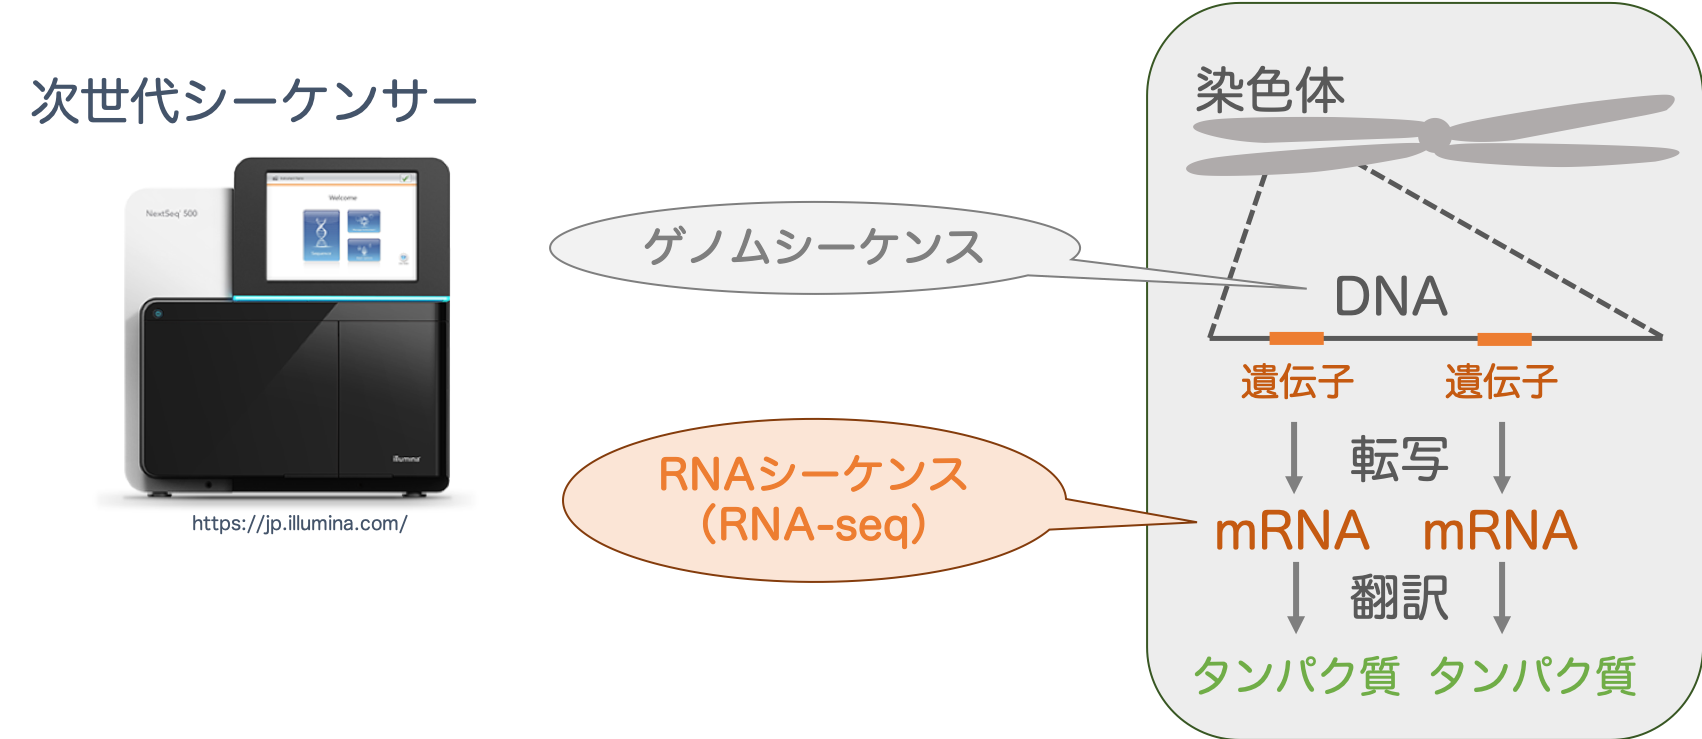 次世代シーケンサー
NextSeq 500
Welcome
illumina
https://jp.illumina.com/
ゲノムシーケンス
RNAシーケンス
(RNA-seq)
染色体
DNA
遺伝子 遺伝子
転写
mRNA mRNA
翻訳
タンパク質 タンパク質